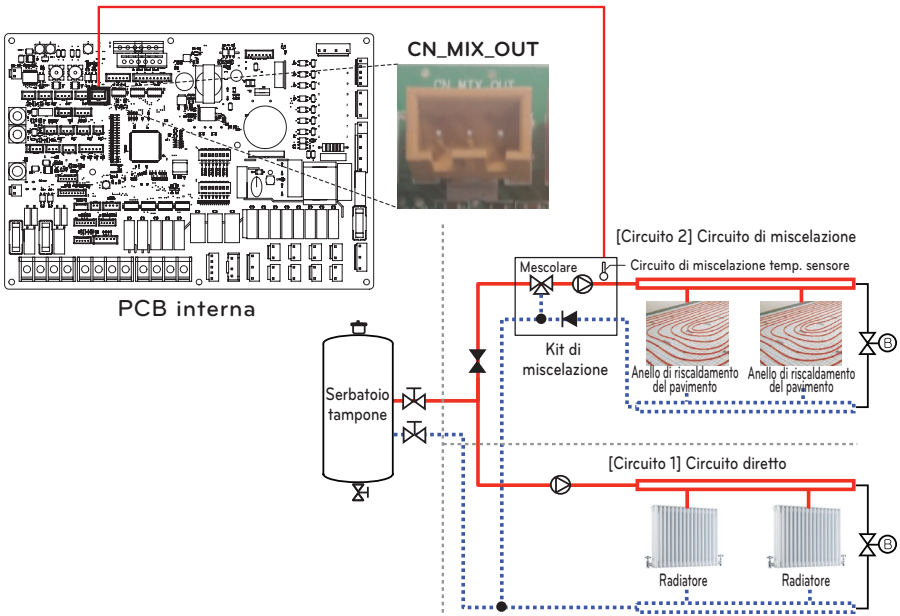 CN_MIX_OUT
CN_MIX_OUT
PCB interna
[Circuito 2] Circuito di miscelazione
Mescolare
Circuito di miscelazione temp. sensore
Kit di
miscelazione
Anello di riscaldamento
del pavimento
Anello di riscaldamento
del pavimento
B
Serbatoio
tampone
[Circuito 1] Circuito diretto
B
Radiatore
Radiatore